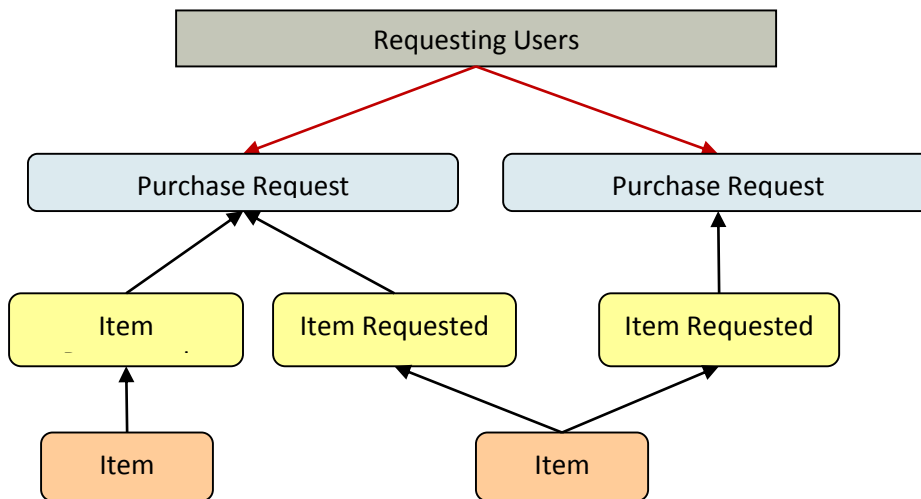 Requesting Users
Purchase Request
Purchase Request
Item
Item Requested
Item Requested
Item
Item